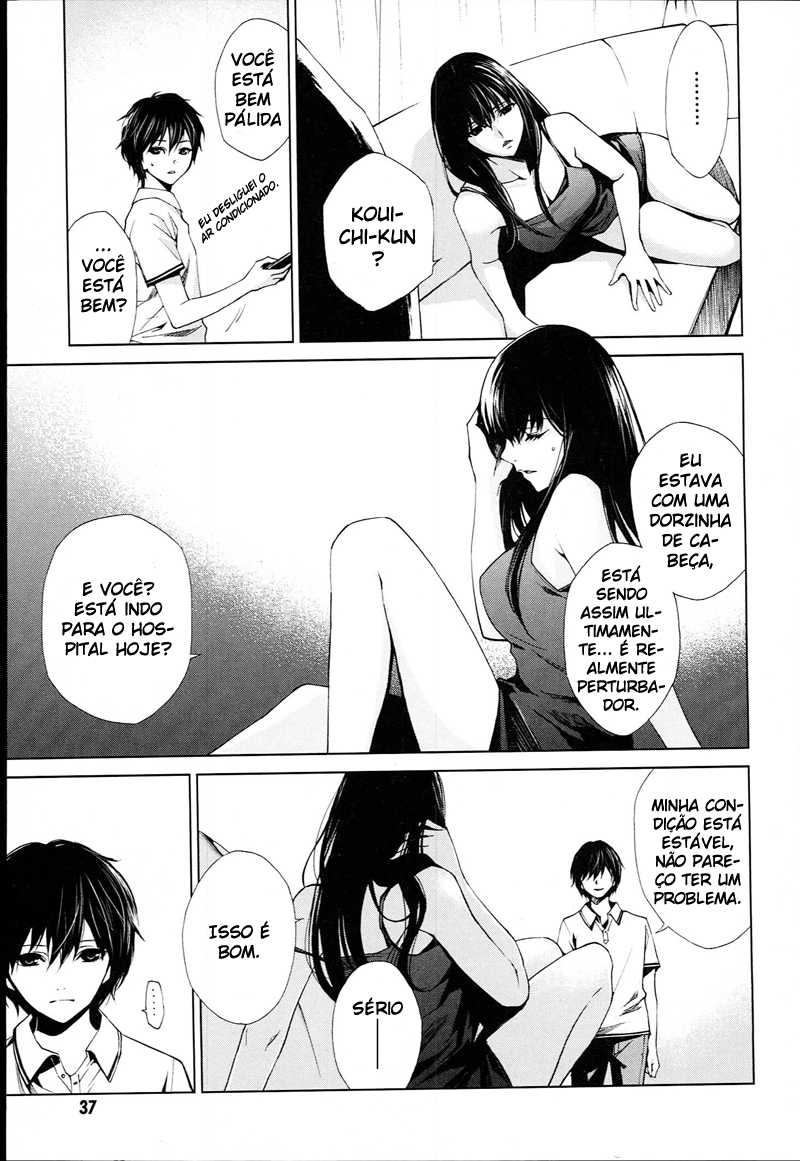 ........
KOUI-
CHI-KUN
?
VOCÊ
ESTÁ
BEM
PÁLIDA
EU DESLIGUEI O
AR CONDICIONADO.
...
VOCÊ
ESTÁ
BEM?
EU
ESTAVA
COM UMA
DORZINHA
DE CA-
BEÇA,
ESTÁ
SENDO
ASSIM UL-
TIMAMEN-
TE... É RE-
ALMENTE
PERTURBA-
DOR.
E VOCÊ?
ESTÁ INDO
PARA O HOS-
PITAL HOJE?
MINHA CON-
DIÇÃO ESTÁ
ESTÁVEL,
NÃO PARE-
ÇO TER UM
PROBLEMA.
SÉRIO
—
ISSO É
BOM.
....
37